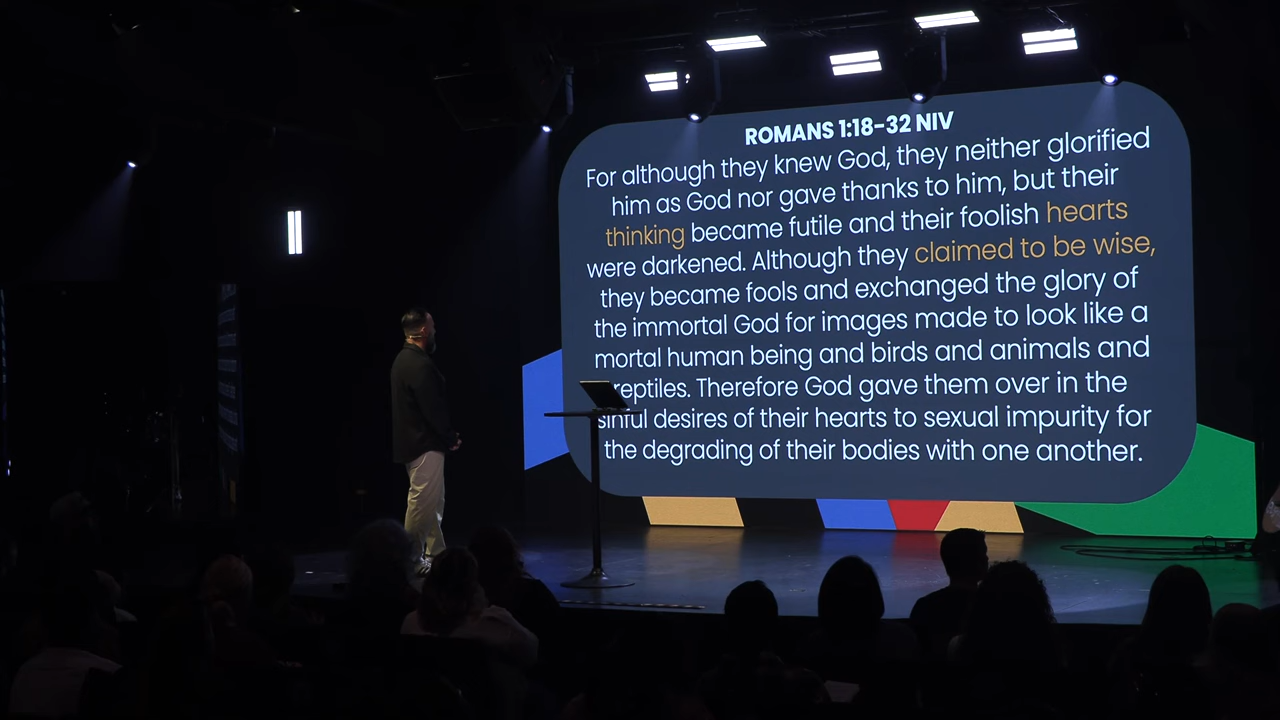 ROMANS 1:18-32 NIV
For although they knew God, they neither glorified
him as God nor gave thanks to him, but their
thinking became futile and their foolish hearts
were darkened. Although they claimed to be wise,
they became fools and exchanged the glory of
the immortal God for images made to look like a
mortal human being and birds and animals and
reptiles. Therefore God gave them over in the
sinful desires of their hearts to sexual impurity for
the degrading of their bodies with one another.